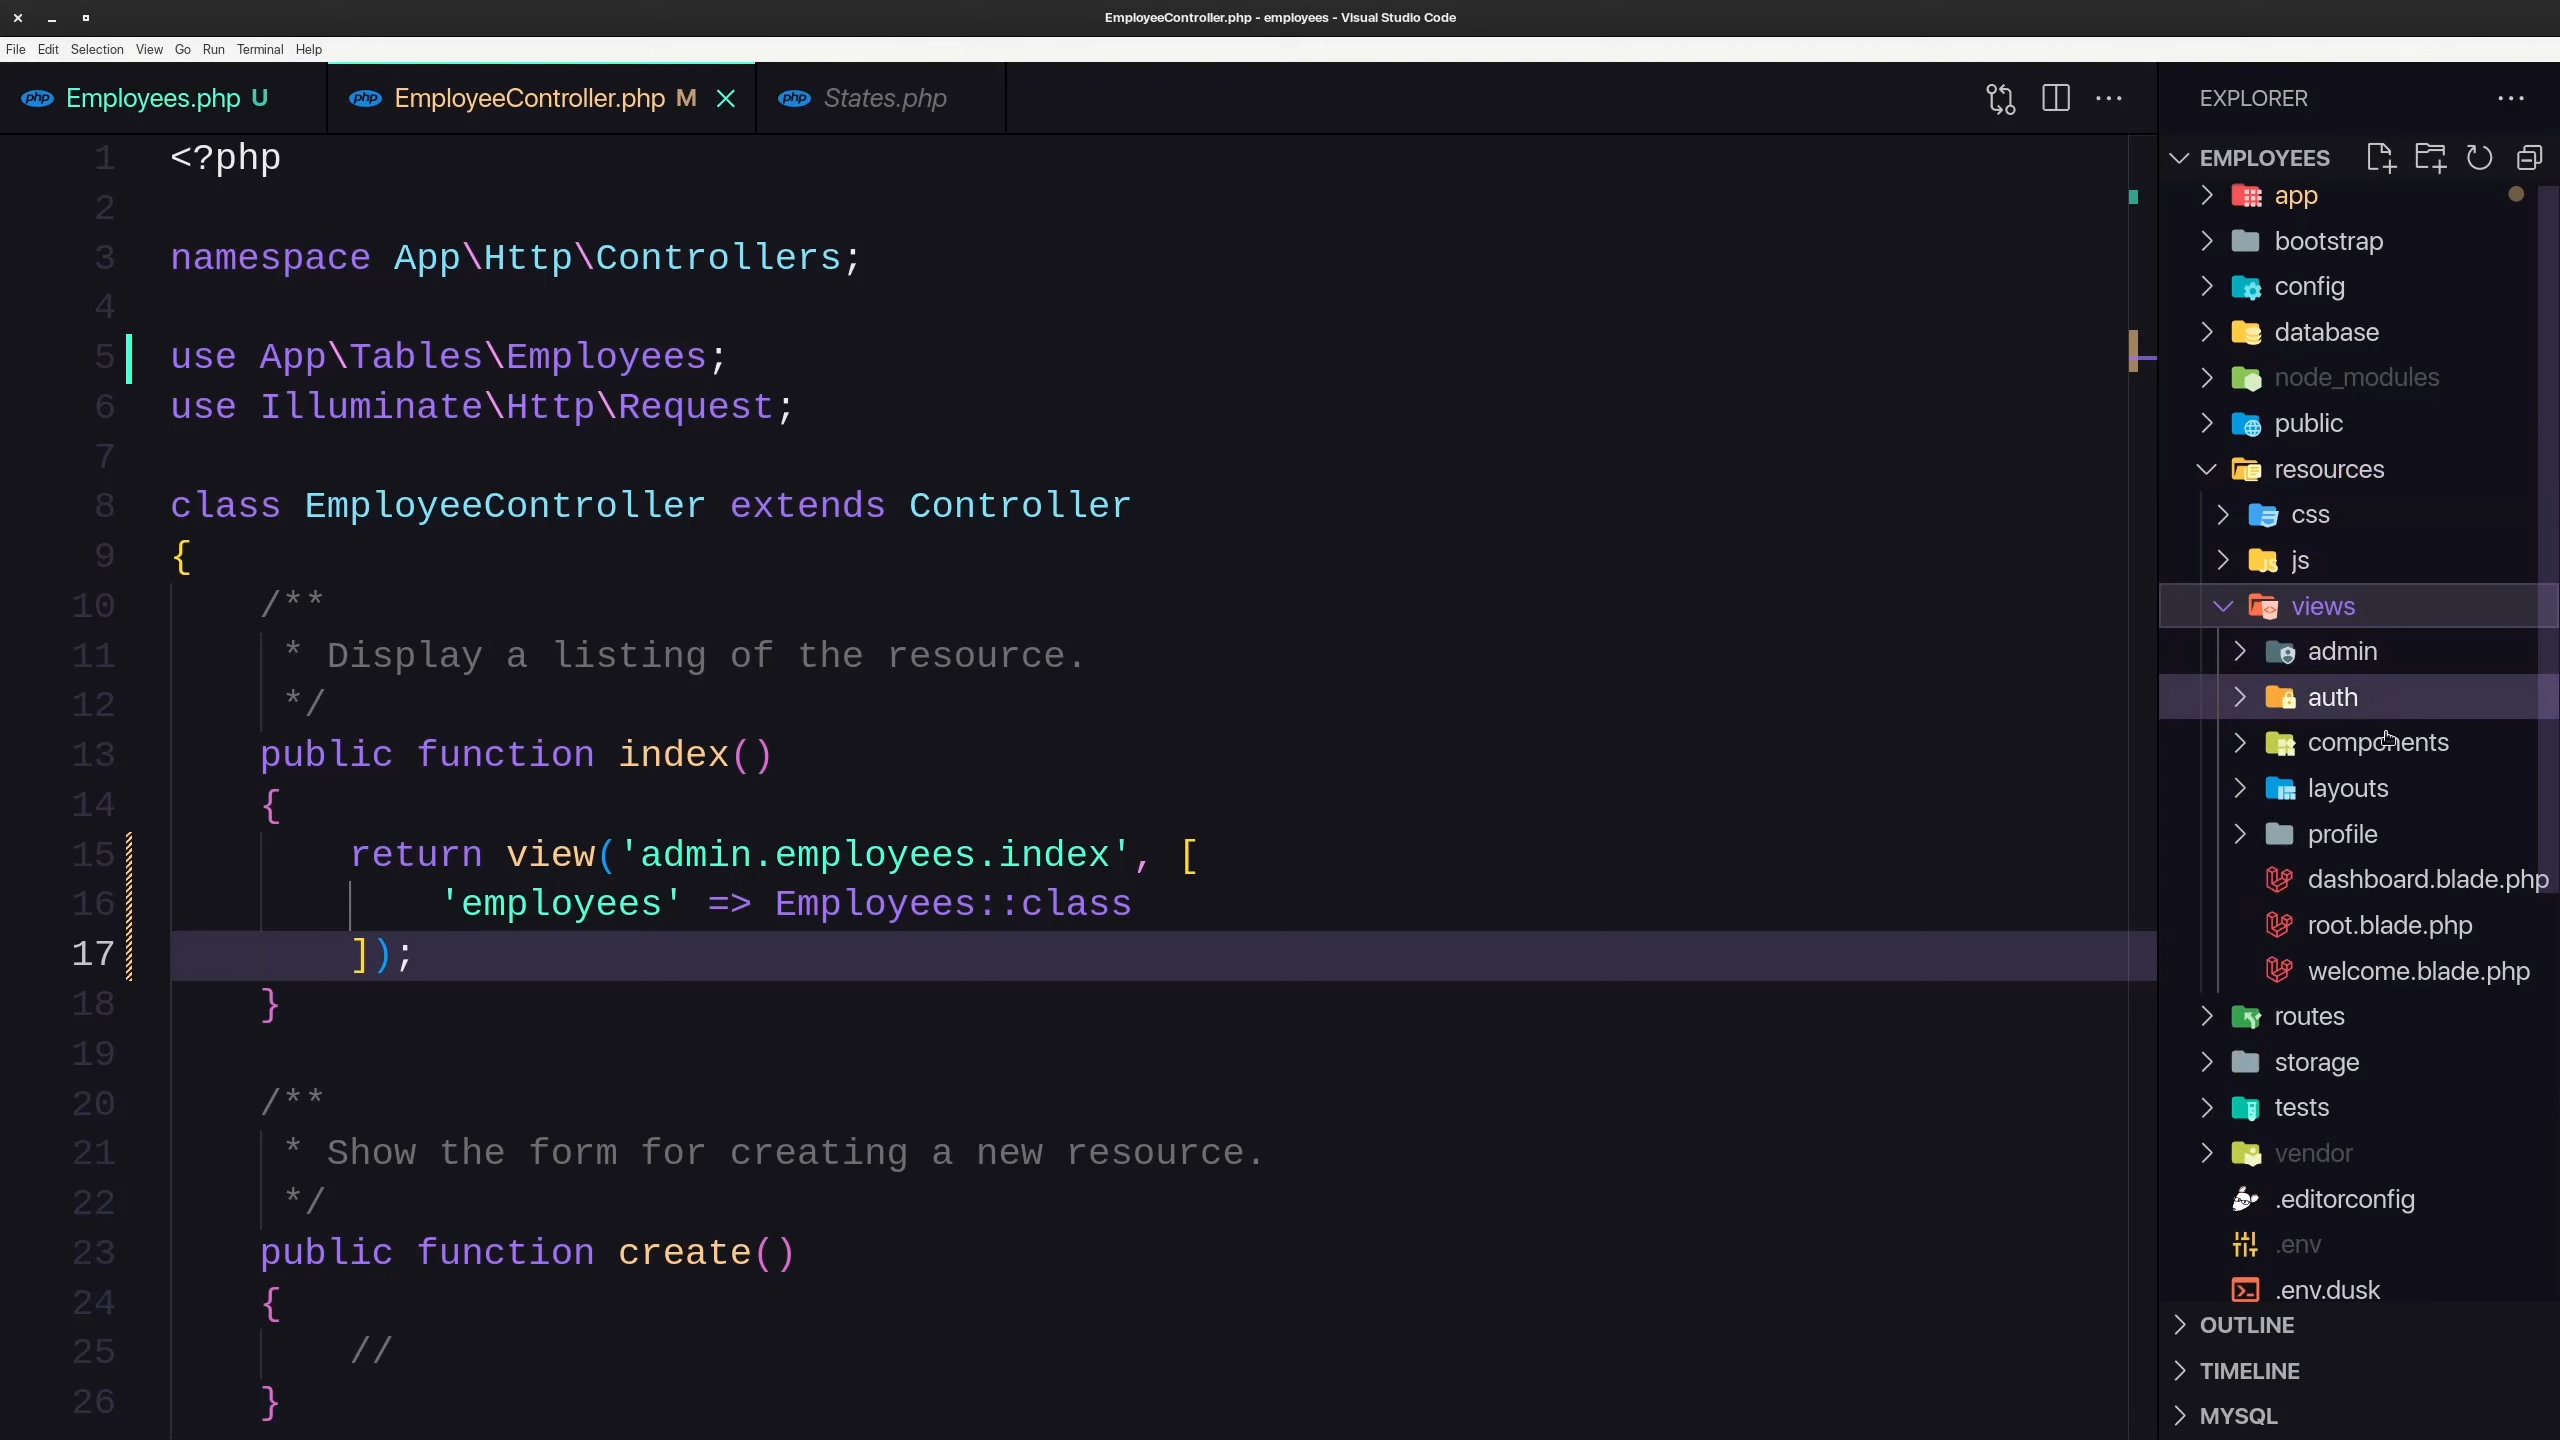 EmployeeController.php - employees - Visual Studio Code
File Edit Selection View Go Run Terminal Help
php Employees.php U
php EmployeeController.php M
php States.php
1 <?php
2
3 namespace App\Http\Controllers;
4
5 use App\Tables\Employees;
6 use Illuminate\Http\Request;
7
8 class EmployeeController extends Controller
9 {
10 /**
11 * Display a listing of the resource.
12 */
13 public function index()
14 {
15 return view('admin.employees.index', [
16 'employees' => Employees::class
17 ]);
18 }
19
20 /**
21 * Show the form for creating a new resource.
22 */
23 public function create()
24 {
25 //
26 }
EXPLORER
EMPLOYEES
app
bootstrap
config
database
node_modules
public
resources
css
js
views
admin
auth
components
layouts
profile
dashboard.blade.php
root.blade.php
welcome.blade.php
routes
storage
tests
vendor
.editorconfig
.env
.env.dusk
OUTLINE
TIMELINE
MYSQL